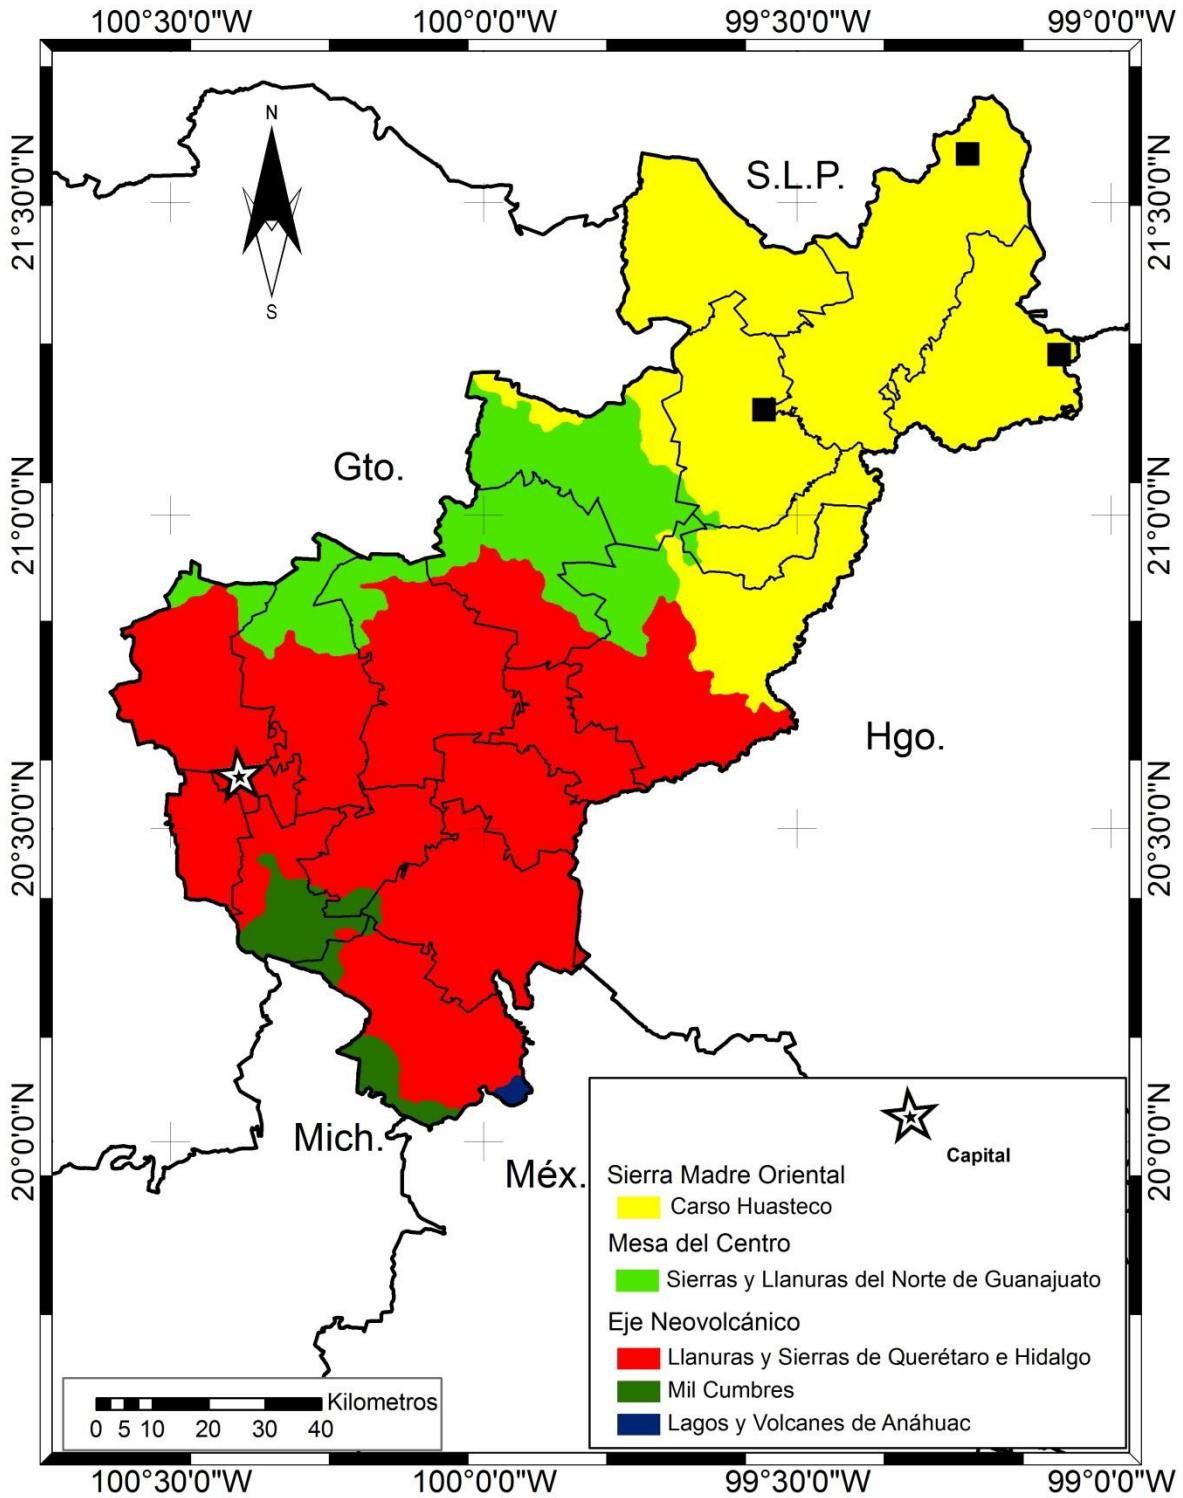 100°30'0"W 100°0'0"W 99°30'0"W 99°0'0"W
N
S
S.L.P.
21°30'0"N
21°30'0"N
Gto.
21°0'0"N
21°0'0"N
Hgo.
20°30'0"N
20°30'0"N
Mich.
Méx.
20°0'0"N
20°0'0"N
Capital
Sierra Madre Oriental
Carso Huasteco
Mesa del Centro
Sierras y Llanuras del Norte de Guanajuato
Eje Neovolcánico
Llanuras y Sierras de Querétaro e Hidalgo
Mil Cumbres
Lagos y Volcanes de Anáhuac
Kilometros
0 5 10 20 30 40
100°30'0"W 100°0'0"W 99°30'0"W 99°0'0"W